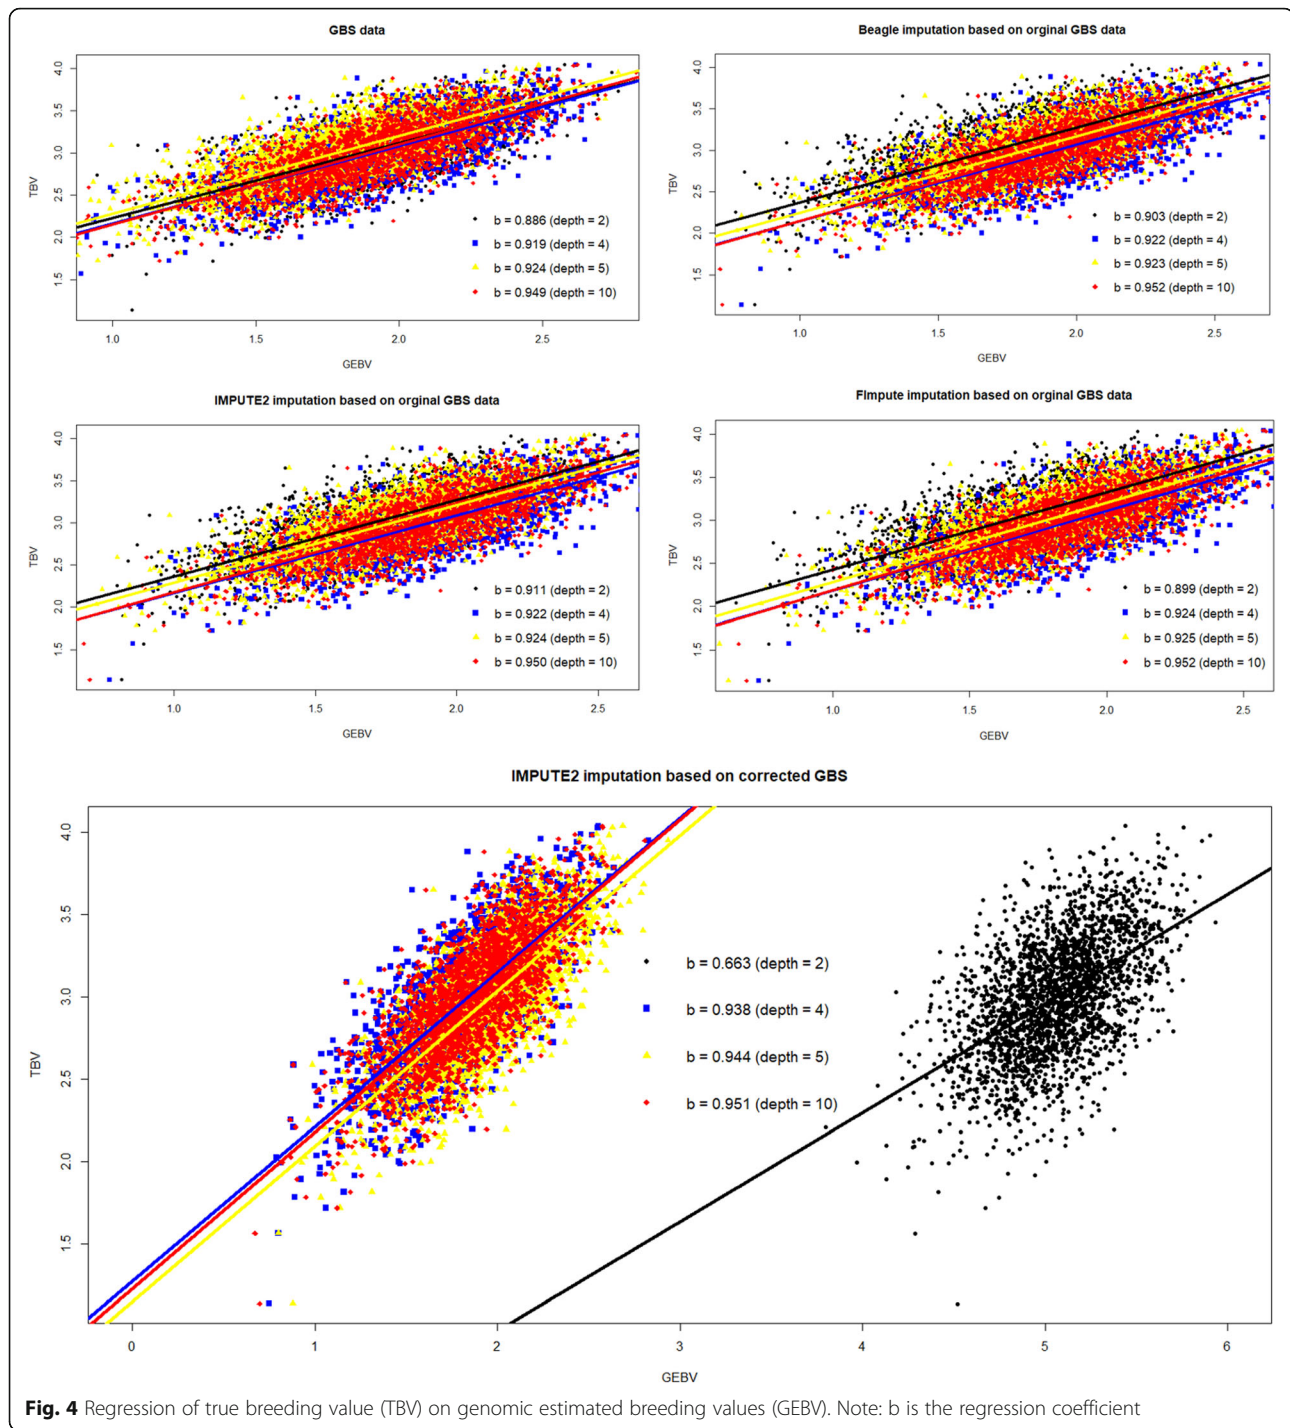 GBS data
TBV
4.0
3.5
3.0
2.5
2.0
1.5
b = 0.886 (depth = 2)
b = 0.919 (depth = 4)
b = 0.924 (depth = 5)
b = 0.949 (depth = 10)
1.0 1.5 2.0 2.5
GEBV
Beagle imputation based on orginal GBS data
TBV
4.0
3.5
3.0
2.5
2.0
1.5
b = 0.903 (depth = 2)
b = 0.922 (depth = 4)
b = 0.923 (depth = 5)
b = 0.952 (depth = 10)
1.0 1.5 2.0 2.5
GEBV
IMPUTE2 imputation based on orginal GBS data
TBV
4.0
3.5
3.0
2.5
2.0
1.5
b = 0.911 (depth = 2)
b = 0.922 (depth = 4)
b = 0.924 (depth = 5)
b = 0.950 (depth = 10)
1.0 1.5 2.0 2.5
GEBV
FImpute imputation based on orginal GBS data
TBV
4.0
3.5
3.0
2.5
2.0
1.5
b = 0.899 (depth = 2)
b = 0.924 (depth = 4)
b = 0.925 (depth = 5)
b = 0.952 (depth = 10)
1.0 1.5 2.0 2.5
GEBV
IMPUTE2 imputation based on corrected GBS
TBV
4.0
3.5
3.0
2.5
2.0
1.5
b = 0.663 (depth = 2)
b = 0.938 (depth = 4)
b = 0.944 (depth = 5)
b = 0.951 (depth = 10)
0 1 2 3 4 5 6
GEBV
Fig. 4 Regression of true breeding value (TBV) on genomic estimated breeding values (GEBV). Note: b is the regression coefficient